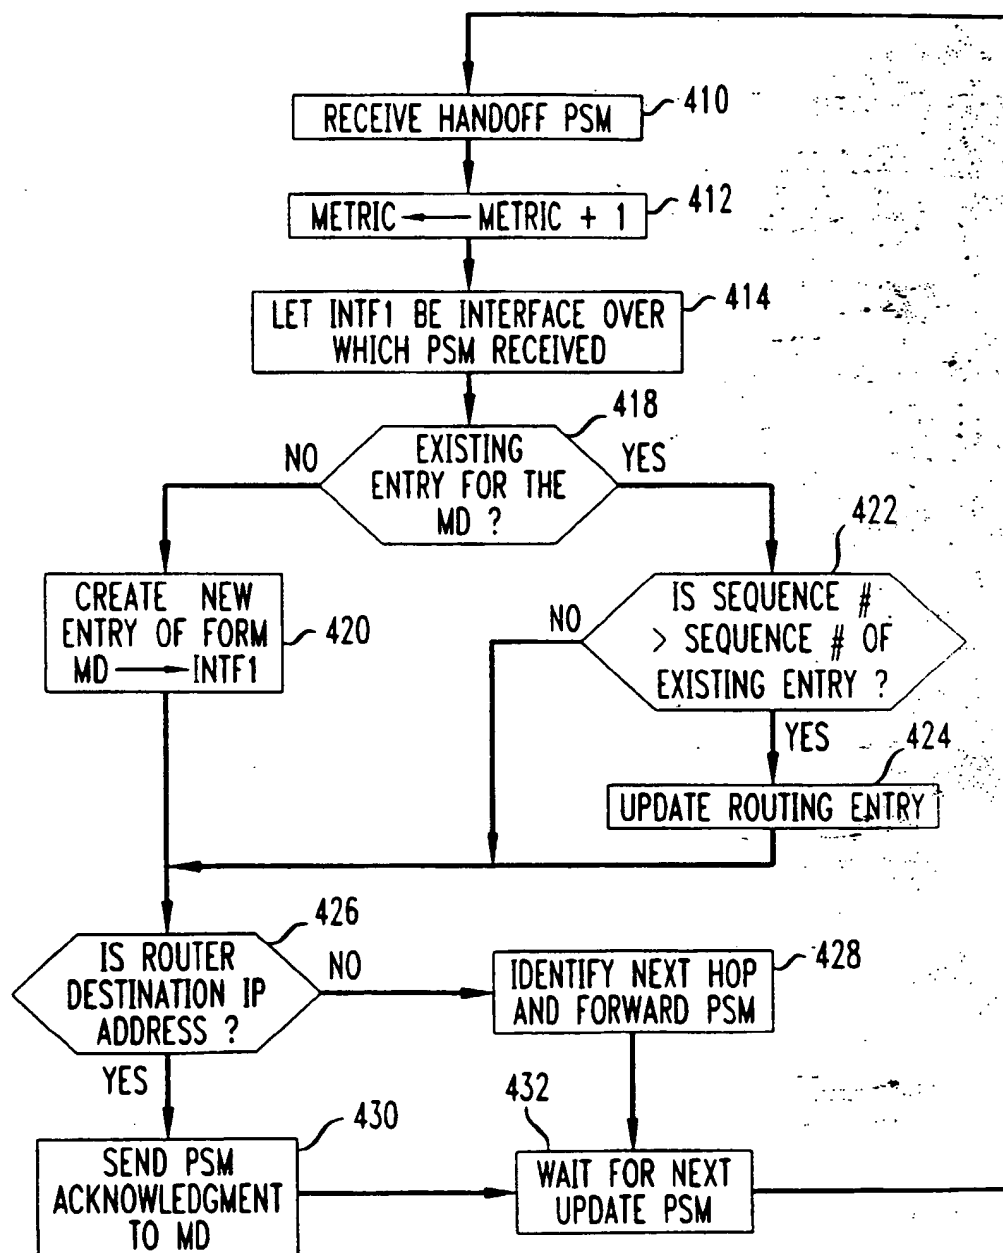 RECEIVE HANDOFF PSM
410
METRIC ← METRIC + 1
412
LET INTF1 BE INTERFACE OVER
WHICH PSM RECEIVED
414
418
EXISTING
ENTRY FOR THE
MD ?
NO
YES
422
CREATE NEW
ENTRY OF FORM
MD → INTF1
420
IS SEQUENCE #
> SEQUENCE # OF
EXISTING ENTRY ?
NO
YES
424
UPDATE ROUTING ENTRY
426
IS ROUTER
DESTINATION IP
ADDRESS ?
NO
YES
IDENTIFY NEXT HOP
AND FORWARD PSM
428
430
SEND PSM
ACKNOWLEDGMENT
TO MD
432
WAIT FOR NEXT
UPDATE PSM